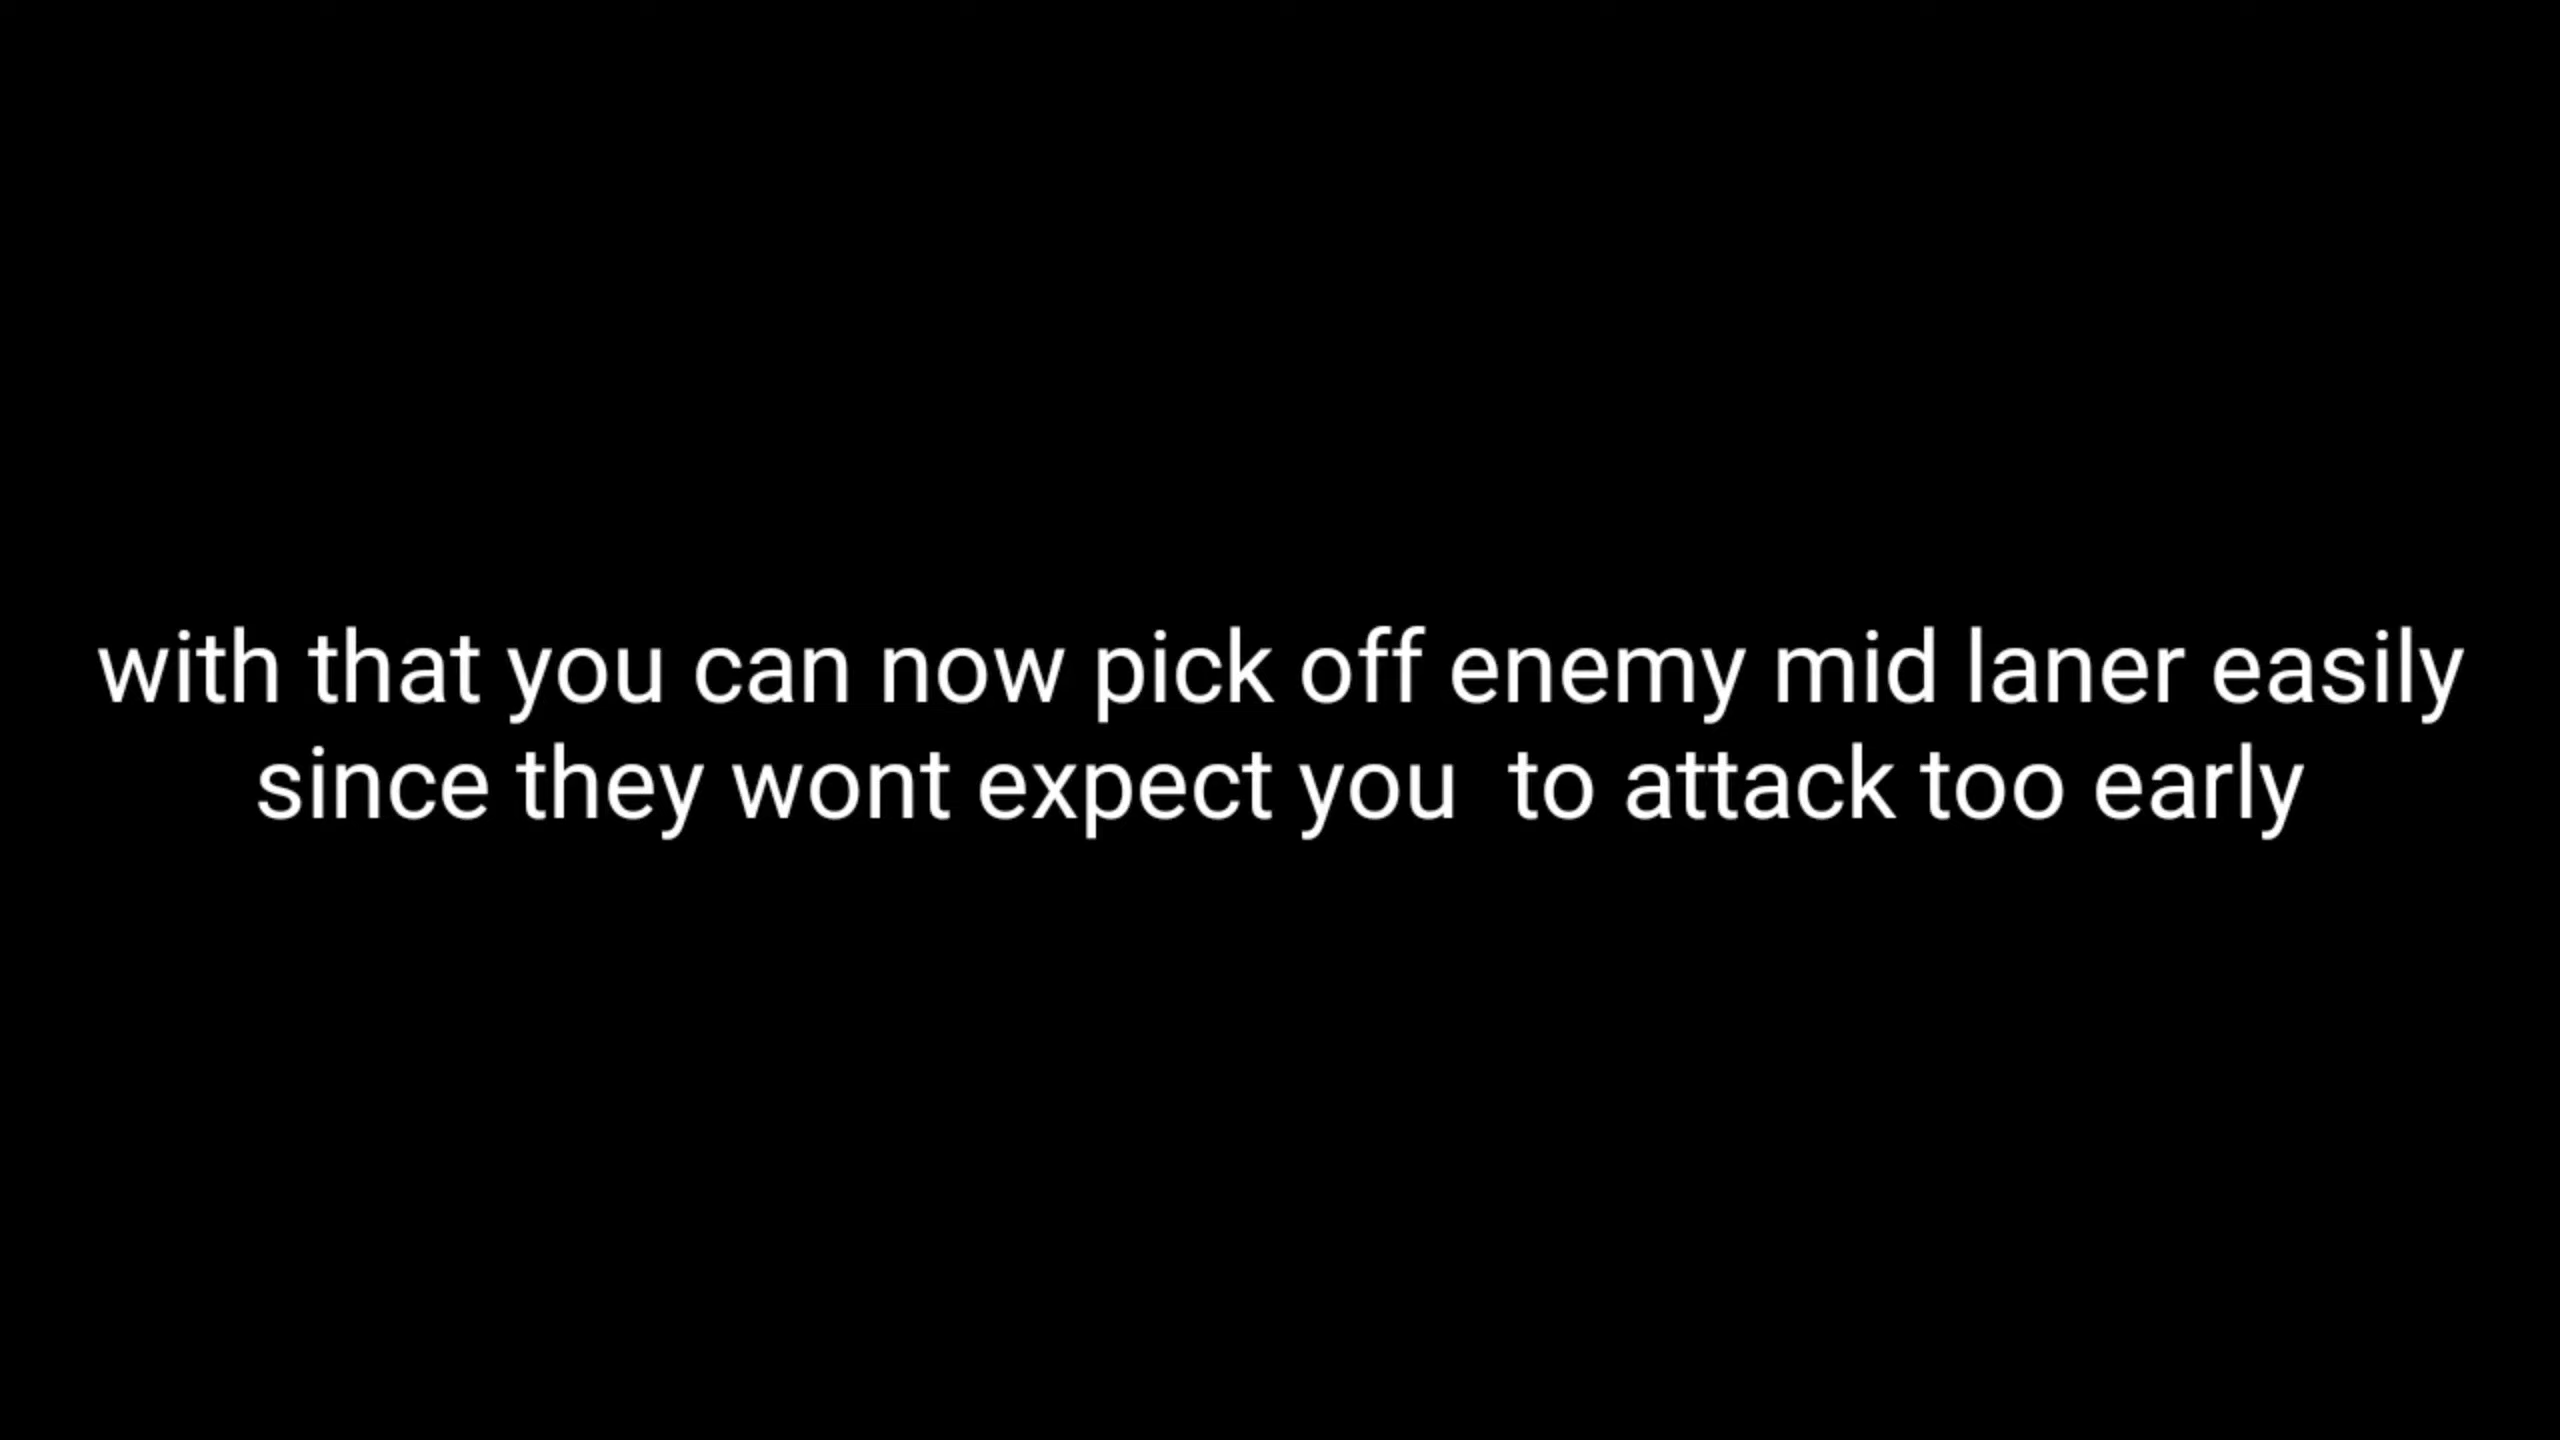 with that you can now pick off enemy mid laner easily
since they wont expect you  to attack too early